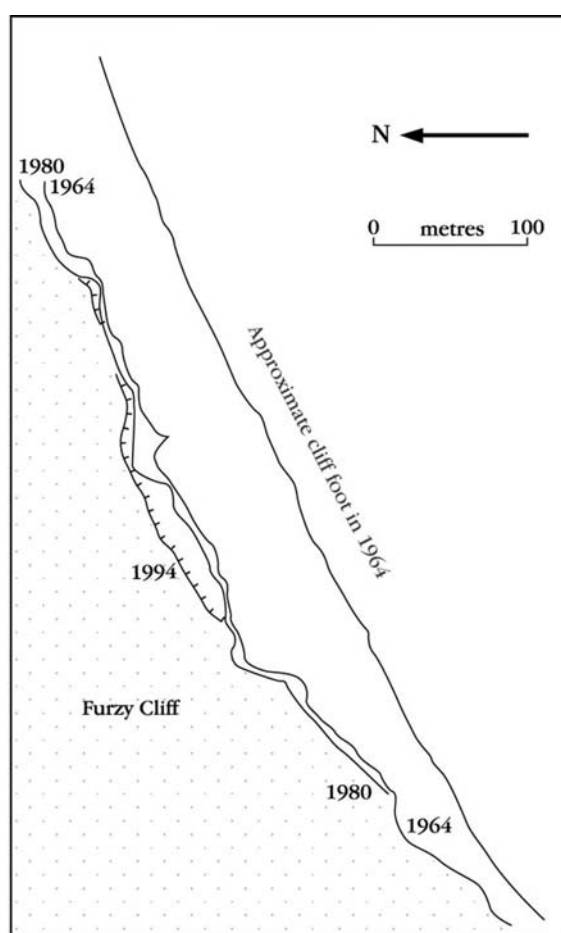 N
0 metres 100
1980
1964
Approximate cliff foot in 1964
1994
Furzy Cliff
1980
1964